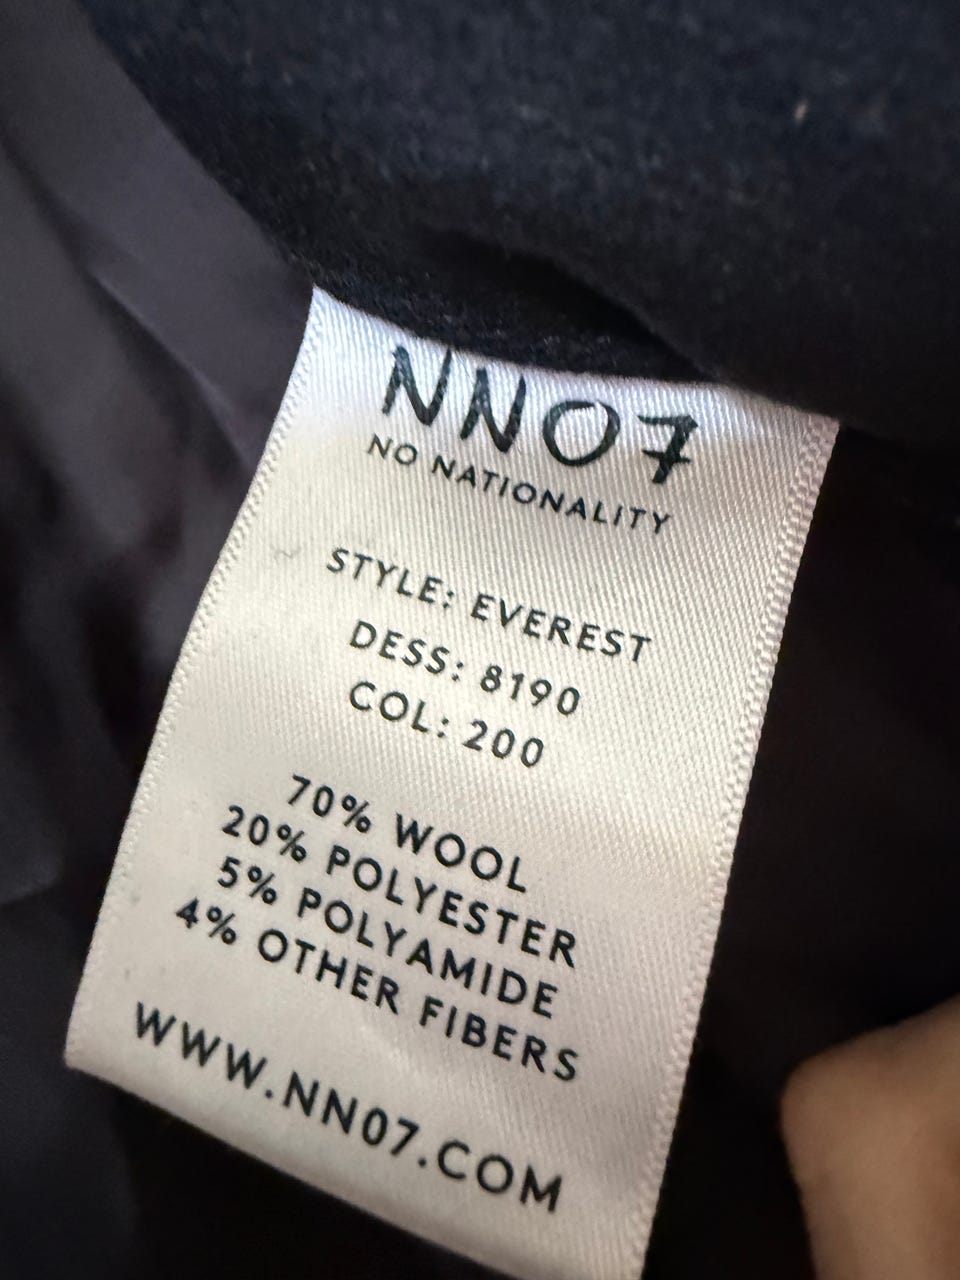 NN07
NO NATIONALITY
STYLE: EVEREST
DESS: 8190
COL: 200
70% WOOL
20% POLYESTER
5% POLYAMIDE
4% OTHER FIBERS
WWW.NN07.COM